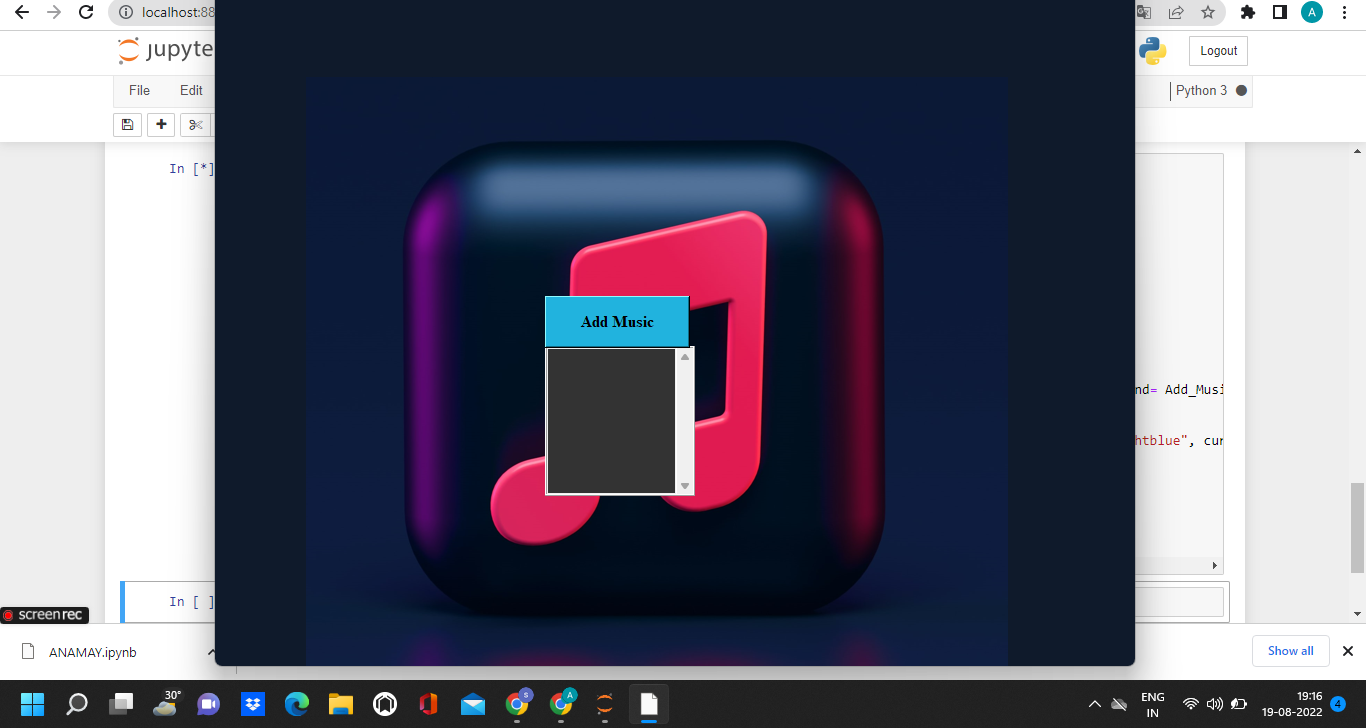 localhost:88
A
jupyte
Logout
File
Edit
Python 3
In [*]
Add Music
nd= Add_Musi
htblue", cur
In [ ]
screenrec
ANAMAY.ipynb
Show all
30°
S
A
ENG
IN
19:16
19-08-2022
4